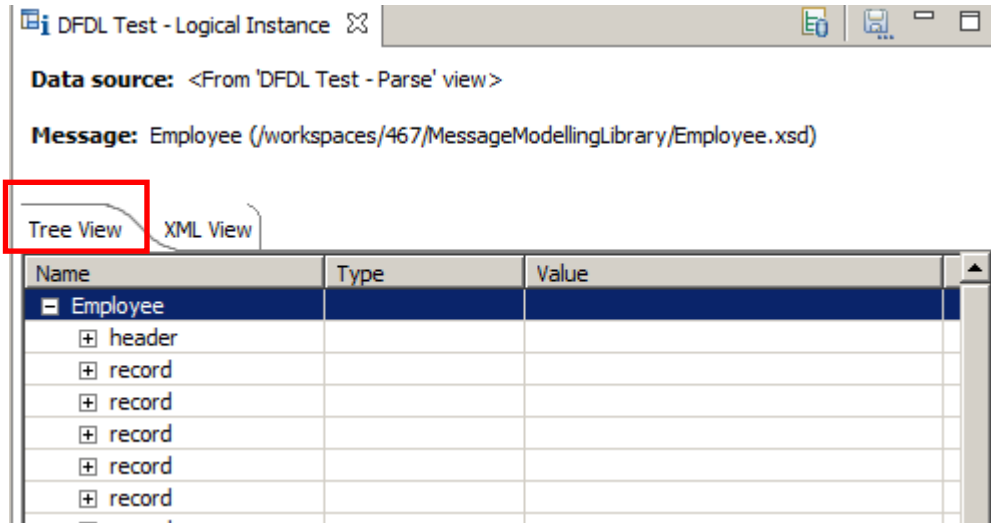 DFDL Test - Logical Instance
Data source: <From 'DFDL Test - Parse' view>
Message: Employee (/workspaces/467/MessageModellingLibrary/Employee.xsd)
Tree View XML View
Name Type Value
Employee
header
record
record
record
record
record